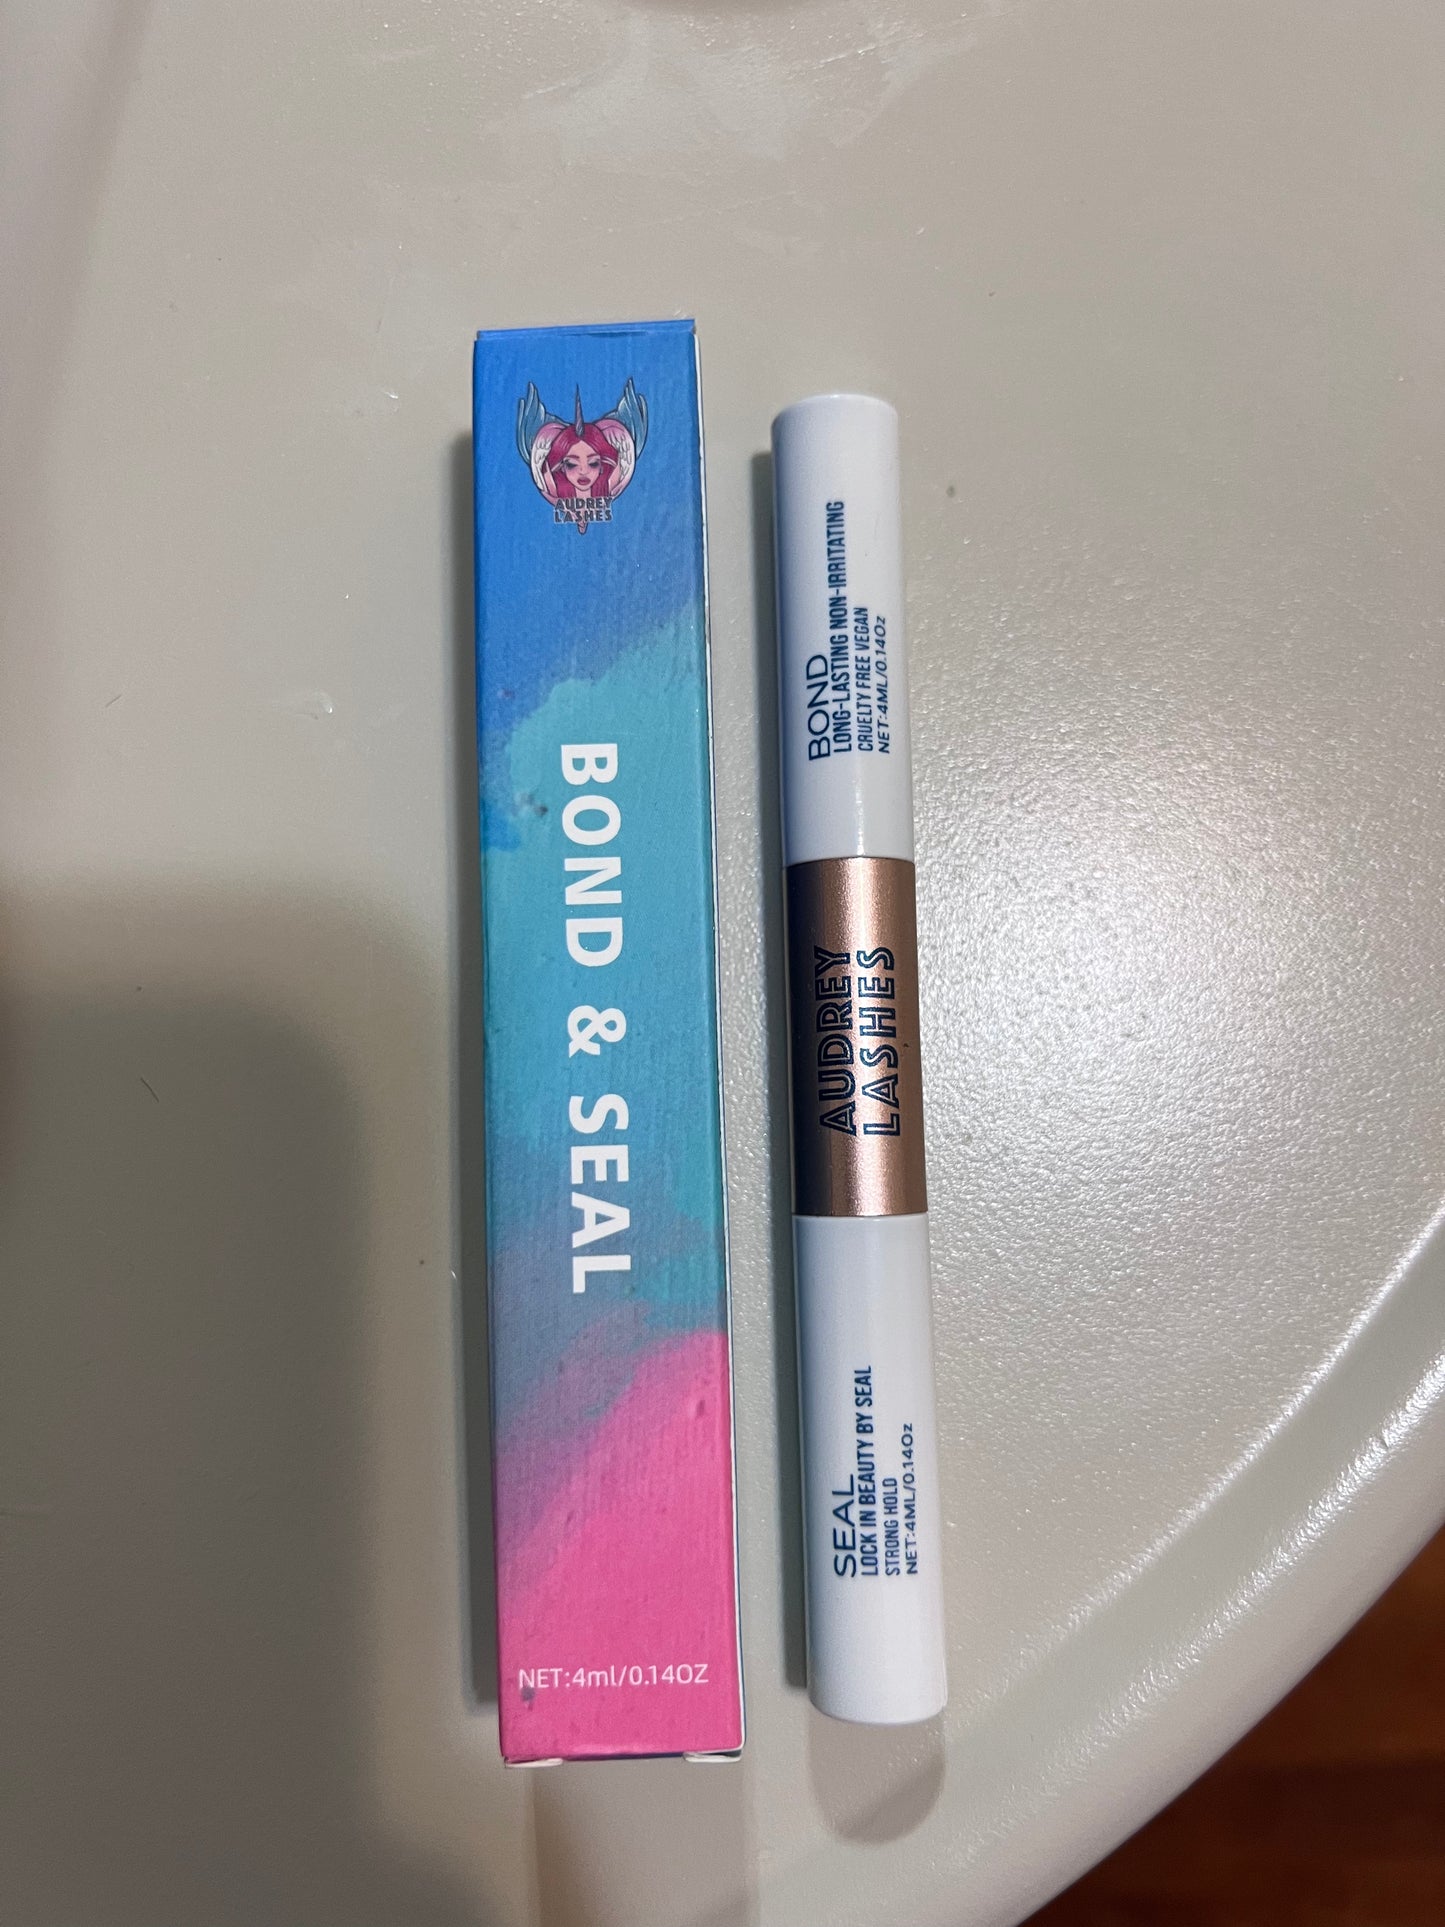 AUDREY
LASHES
BOND & SEAL
NET:4ml/0.14OZ
BOND
LONG-LASTING NON-IRRITATING
CRUELTY FREE VEGAN
NET:4ML/0.14Oz
AUDREY
LASHES
SEAL
LOCK IN BEAUTY BY SEAL
STRONG HOLD
NET:4ML/0.14Oz